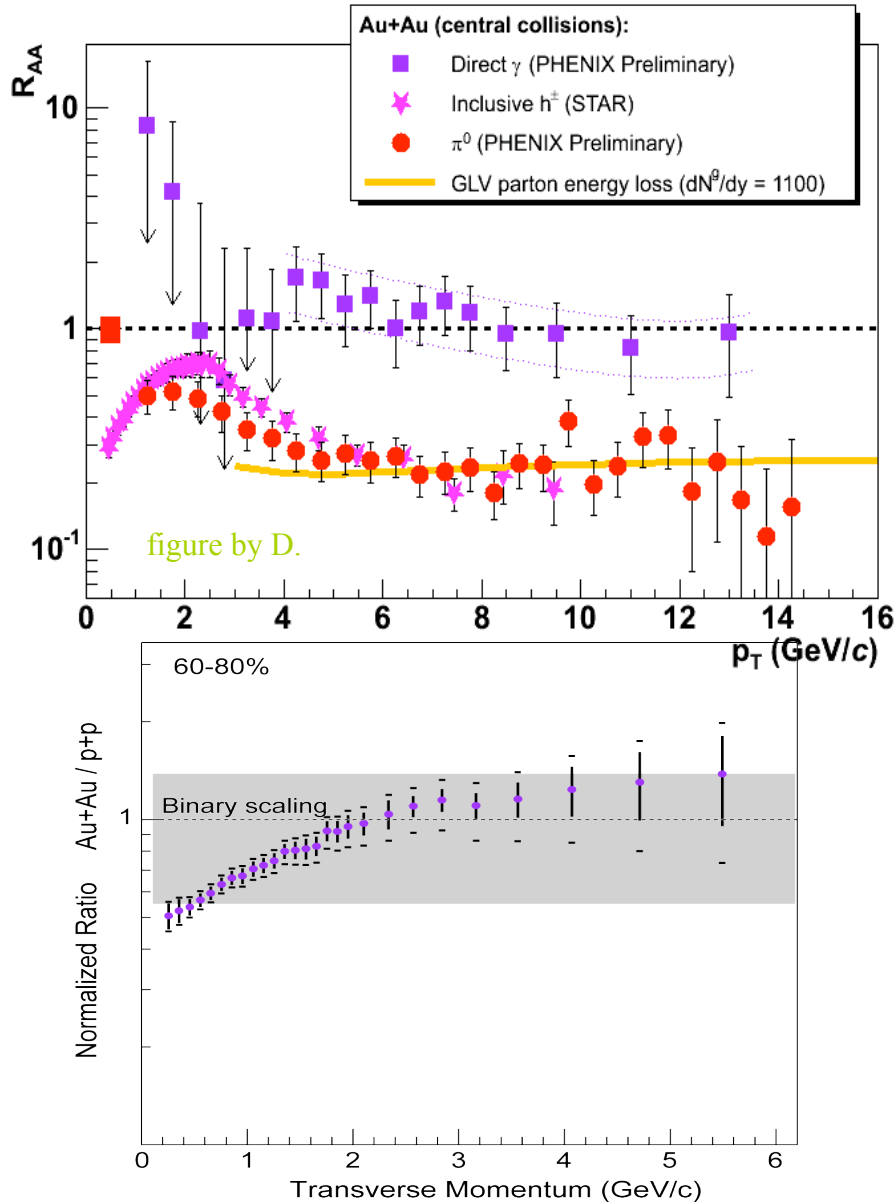 Au+Au (central collisions):
Direct γ (PHENIX Preliminary)
Inclusive h± (STAR)
π0 (PHENIX Preliminary)
GLV parton energy loss (dNg/dy = 1100)
RAA
10
1
10-1
figure by D.
0 2 4 6 8 10 12 14 16
pT (GeV/c)
60-80%
Normalized Ratio Au+Au / p+p
Binary scaling
1
0 1 2 3 4 5 6
Transverse Momentum (GeV/c)